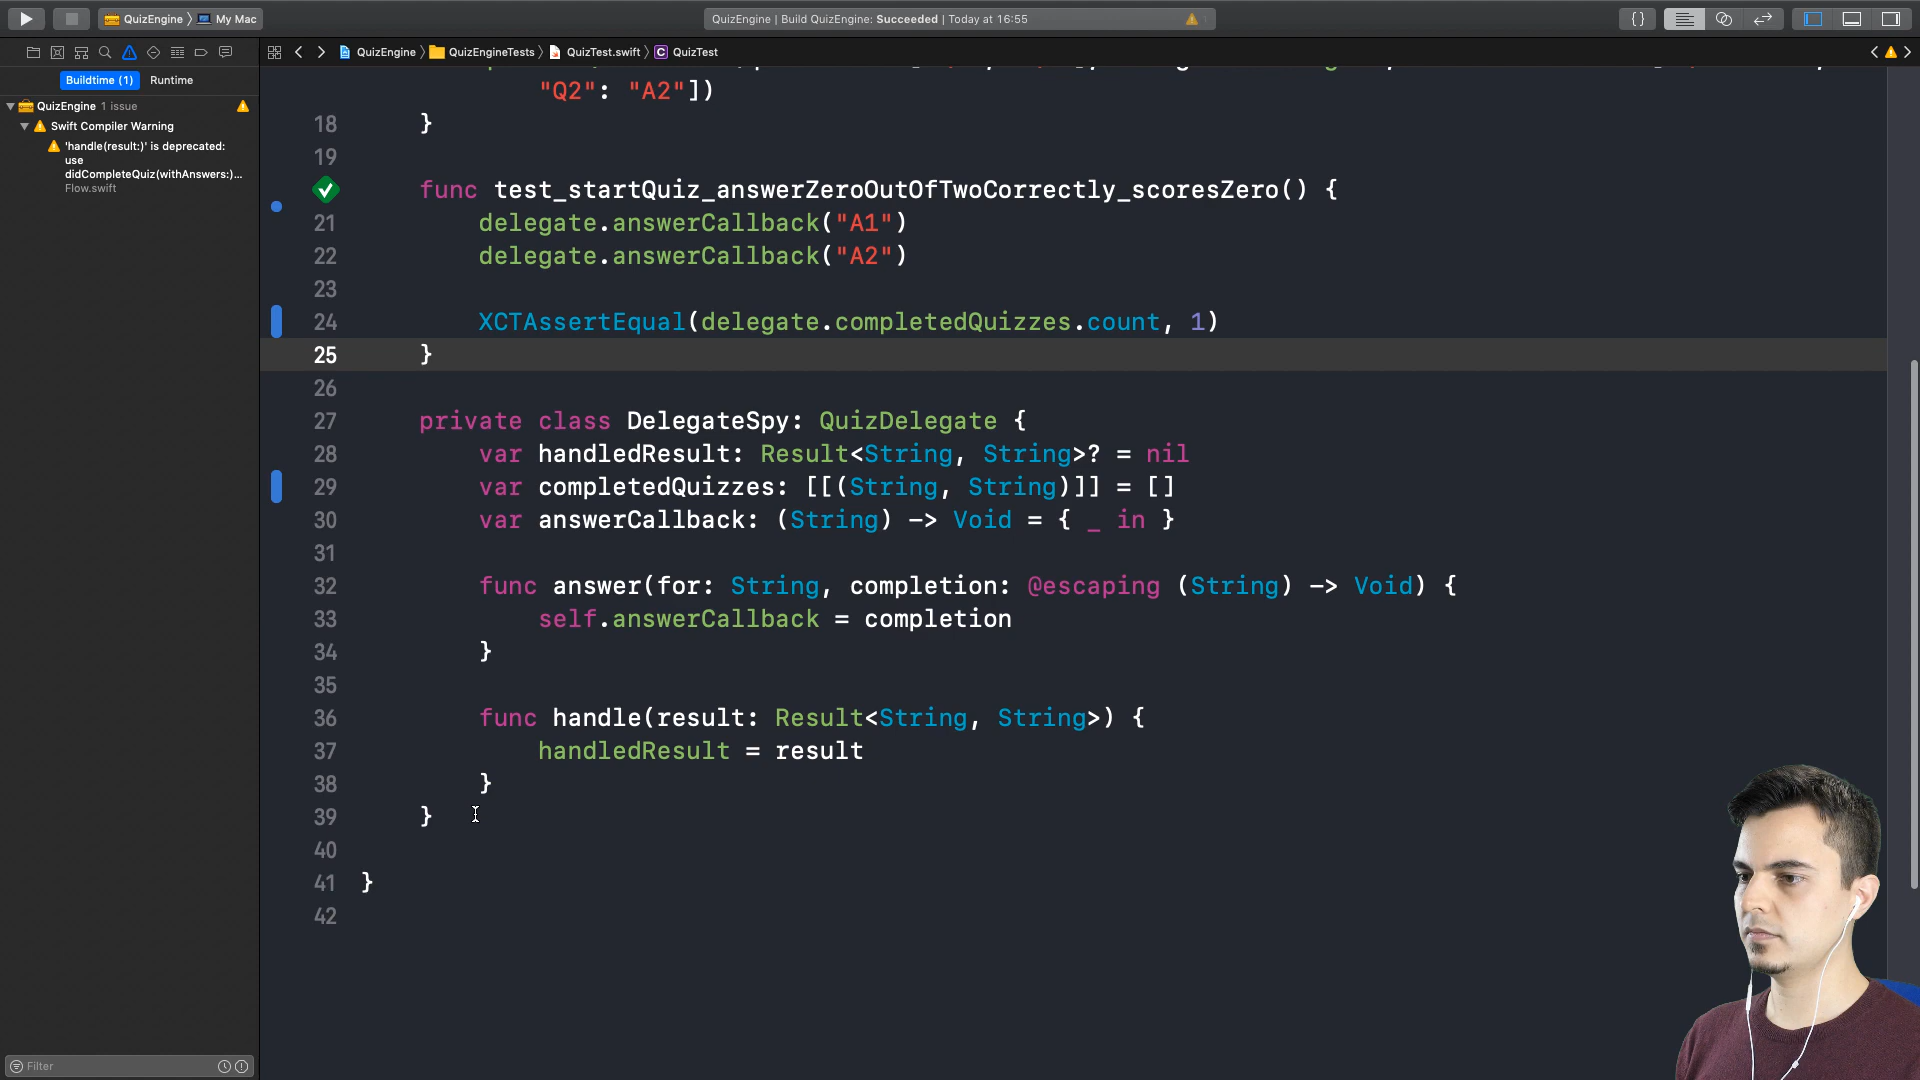 QuizEngine 〉 My Mac
QuizEngine | Build QuizEngine: Succeeded | Today at 16:55
QuizEngine 〉 QuizEngineTests 〉 QuizTest.swift 〉 C QuizTest
Buildtime (1) Runtime
QuizEngine 1 issue
Swift Compiler Warning
'handle(result:)' is deprecated:
use
didCompleteQuiz(withAnswers:)...
Flow.swift
"Q2": "A2"])
18 }
19
func test_startQuiz_answerZeroOutOfTwoCorrectly_scoresZero() {
21 delegate.answerCallback("A1")
22 delegate.answerCallback("A2")
23
24 XCTAssertEqual(delegate.completedQuizzes.count, 1)
25 }
26
27 private class DelegateSpy: QuizDelegate {
28 var handledResult: Result<String, String>? = nil
29 var completedQuizzes: [[(String, String)]] = []
30 var answerCallback: (String) -> Void = { _ in }
31
32 func answer(for: String, completion: @escaping (String) -> Void) {
33 self.answerCallback = completion
34 }
35
36 func handle(result: Result<String, String>) {
37 handledResult = result
38 }
39 }
40
41 }
42
Filter